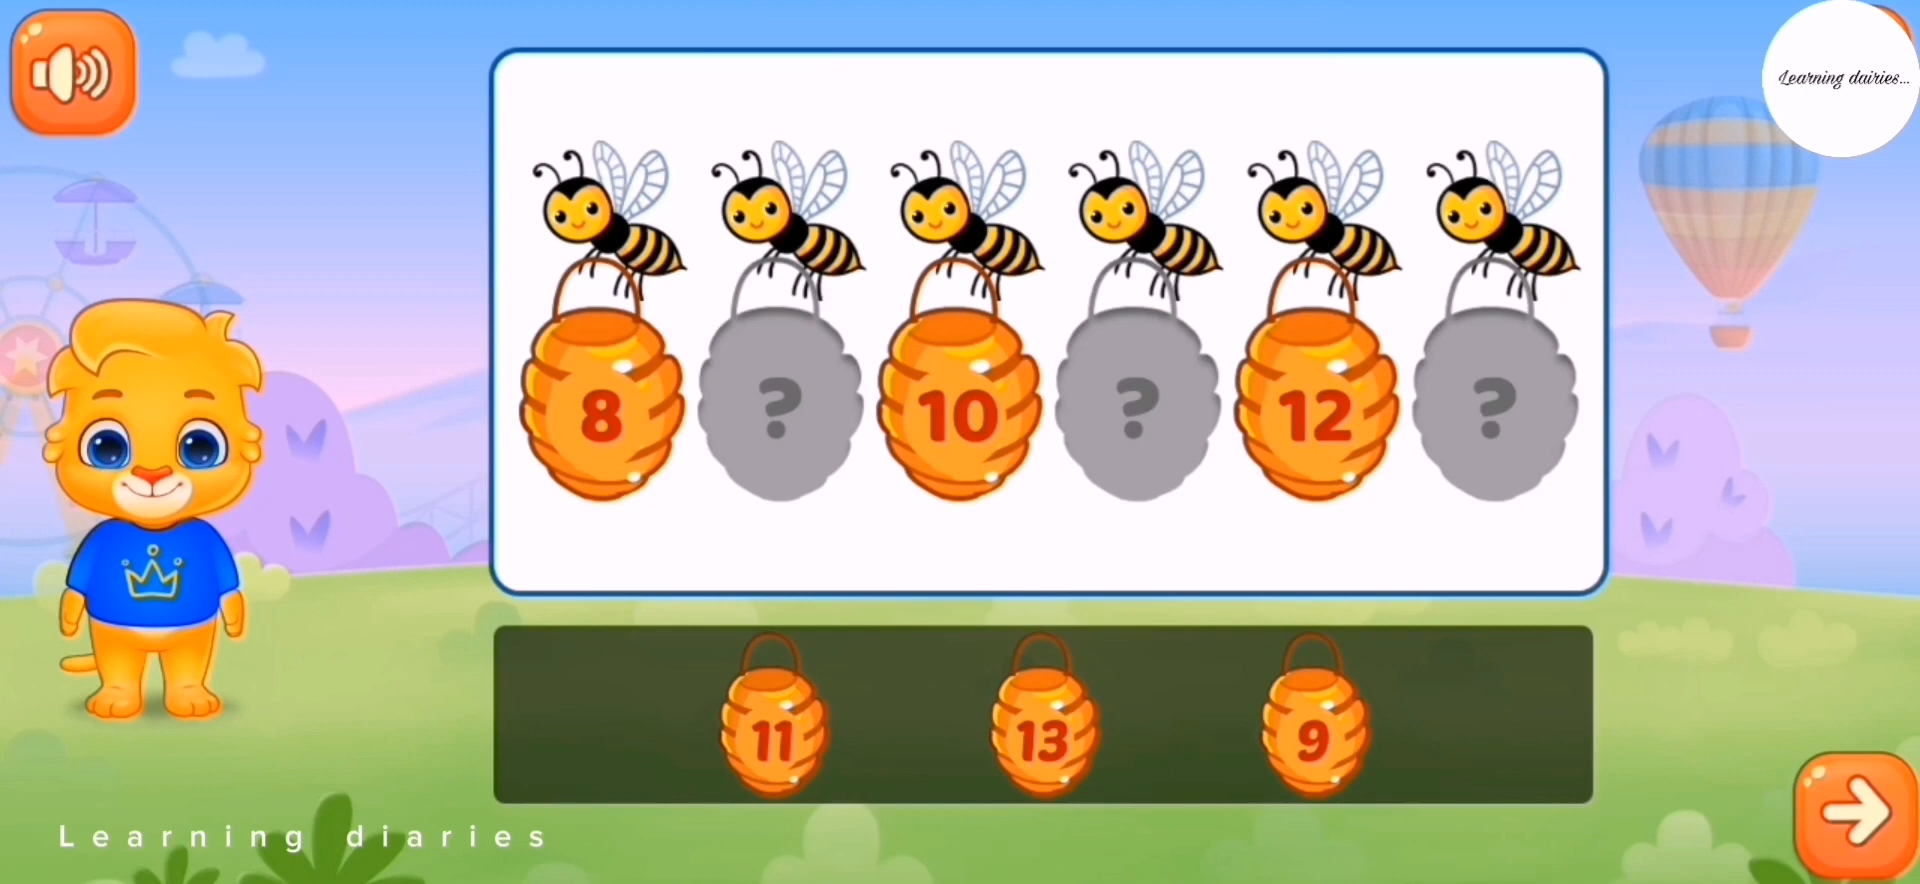 Learning dairies...
8 ? 10 ? 12 ?
11 13 9
Learning diaries